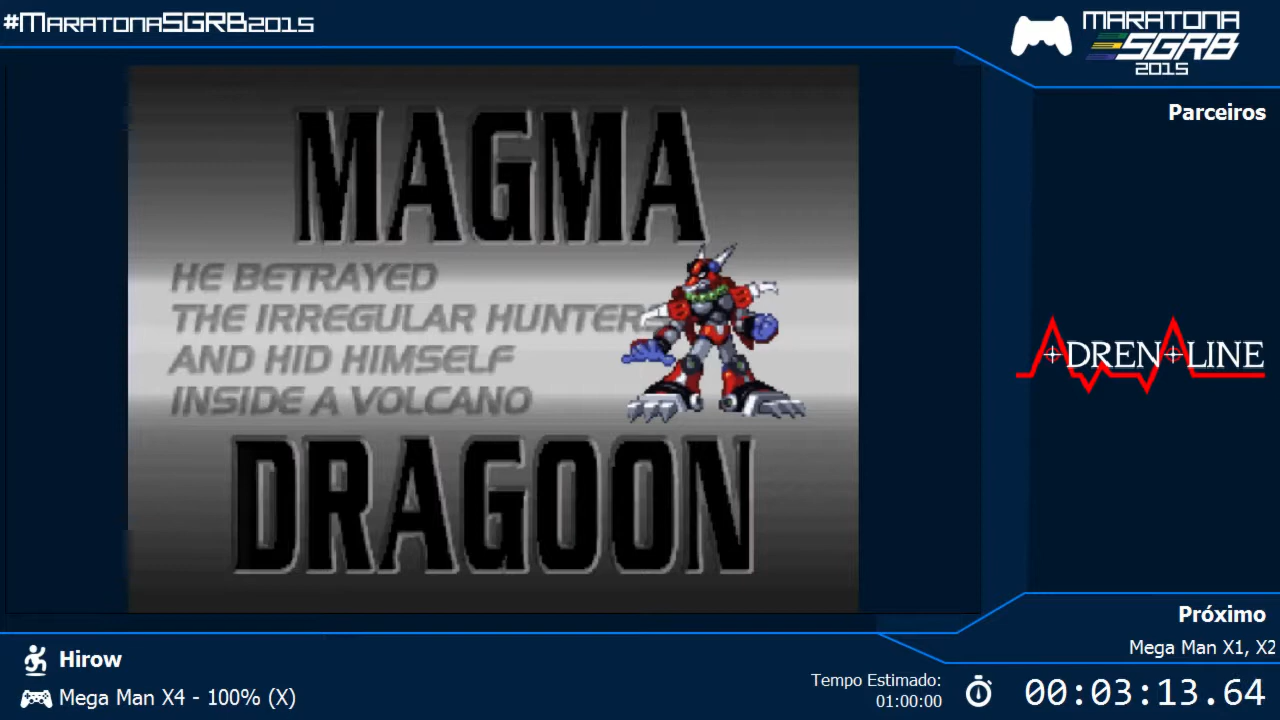 #MARATONASGRB2015
MARATONA
SGRB
2015
Parceiros
MAGMA
HE BETRAYED
THE IRREGULAR HUNTER
AND HID HIMSELF
INSIDE A VOLCANO
DRAGOON
ADRENALINE
Próximo
Mega Man X1, X2
Hirow
Mega Man X4 - 100% (X)
Tempo Estimado:
01:00:00
00:03:13.64